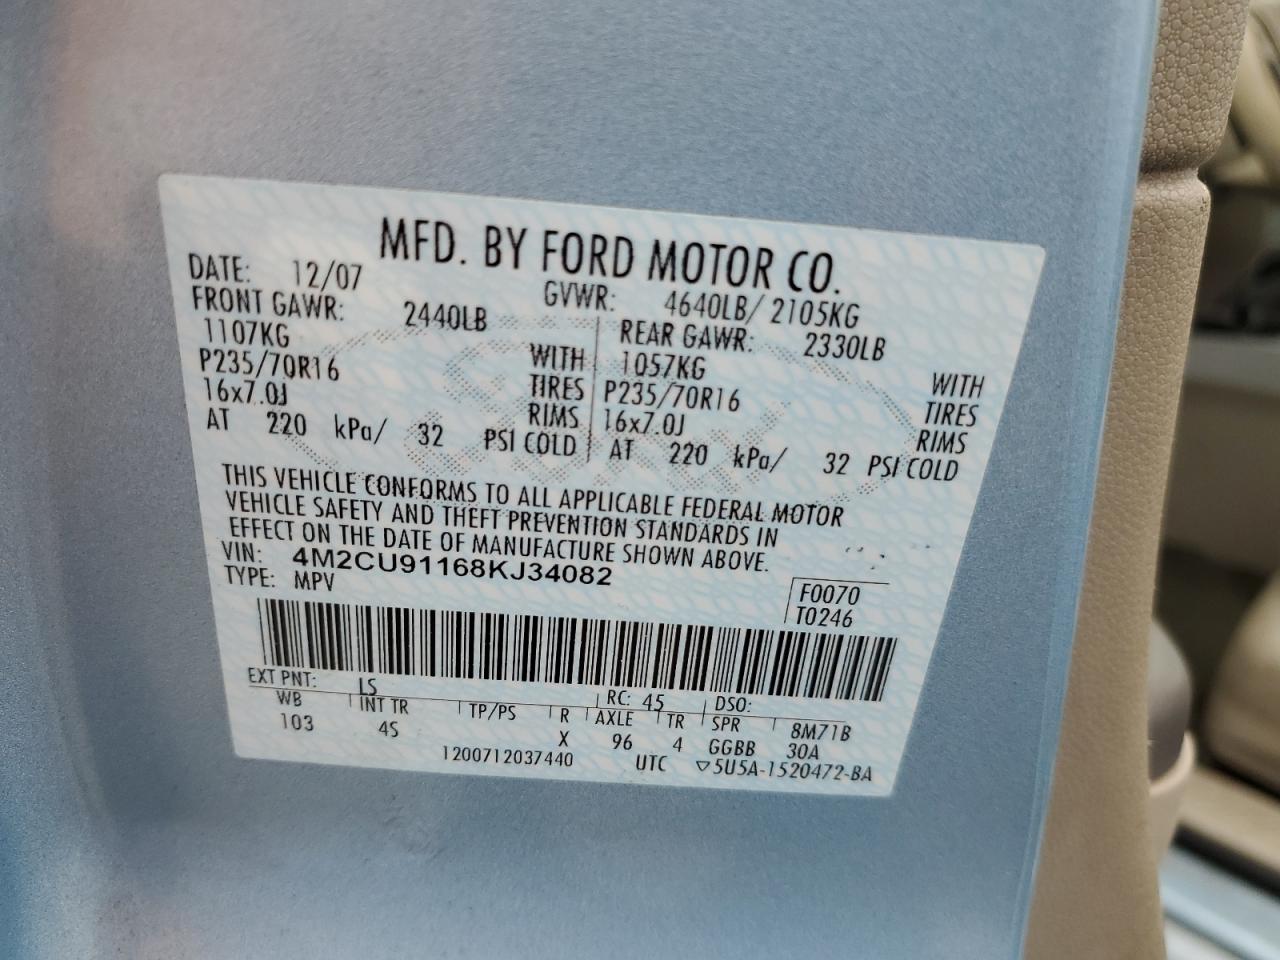 MFD. BY FORD MOTOR CO.
DATE: 12/07 GVWR: 4640LB/ 2105KG
FRONT GAWR: 2440LB REAR GAWR: 2330LB
1107KG WITH 1057KG WITH
P235/70R16 TIRES P235/70R16 TIRES
16x7.0J RIMS 16x7.0J RIMS
AT 220 kPa/ 32 PSI COLD AT 220 kPa/ 32 PSI COLD
THIS VEHICLE CONFORMS TO ALL APPLICABLE FEDERAL MOTOR
VEHICLE SAFETY AND THEFT PREVENTION STANDARDS IN
EFFECT ON THE DATE OF MANUFACTURE SHOWN ABOVE.
VIN: 4M2CU91168KJ34082
TYPE: MPV
F0070
T0246
EXT PNT: LS RC: 45 DSO:
WB INT TR TP/PS R AXLE TR SPR 8M71B
103 4S X 96 4 GGBB 30A
1200712037440 UTC ▽5U5A-1520472-BA